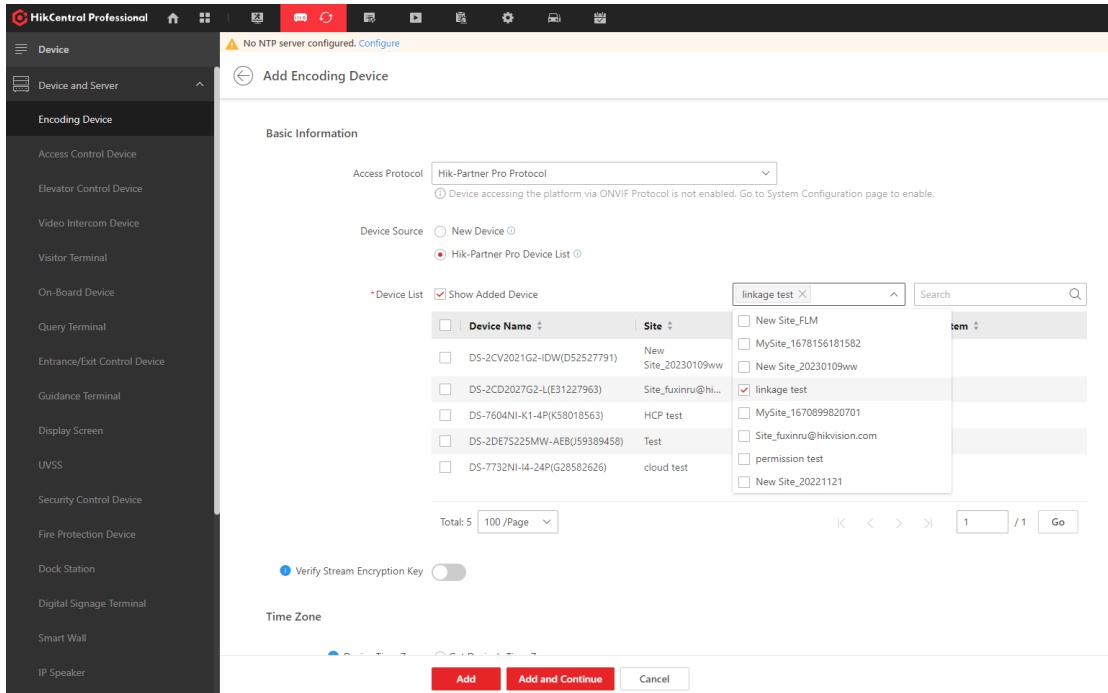 HikCentral Professional
Device
No NTP server configured. Configure
Device and Server
Add Encoding Device
Encoding Device
Access Control Device
Elevator Control Device
Video Intercom Device
Visitor Terminal
On-Board Device
Query Terminal
Entrance/Exit Control Device
Guidance Terminal
Display Screen
UVSS
Security Control Device
Fire Protection Device
Dock Station
Digital Signage Terminal
Smart Wall
IP Speaker
Basic Information
Access Protocol Hik-Partner Pro Protocol
Device accessing the platform via ONVIF Protocol is not enabled. Go to System Configuration page to enable.
Device Source New Device
Hik-Partner Pro Device List
*Device List Show Added Device linkage test Search
Device Name Site tem
DS-2CV2021G2-IDW(D52527791) New Site_20230109ww
DS-2CD2027G2-L(E31227963) Site_fuxinru@hi...
DS-7604NI-K1-4P(K58018563) HCP test
DS-2DE7S225MW-AEB(J59389458) Test
DS-7732NI-I4-24P(G28582626) cloud test
New Site_FLM
MySite_1678156181582
New Site_20230109ww
linkage test
MySite_1670899820701
Site_fuxinru@hikvision.com
permission test
New Site_20221121
Total: 5 100 /Page 1 / 1 Go
Verify Stream Encryption Key
Time Zone
Add Add and Continue Cancel